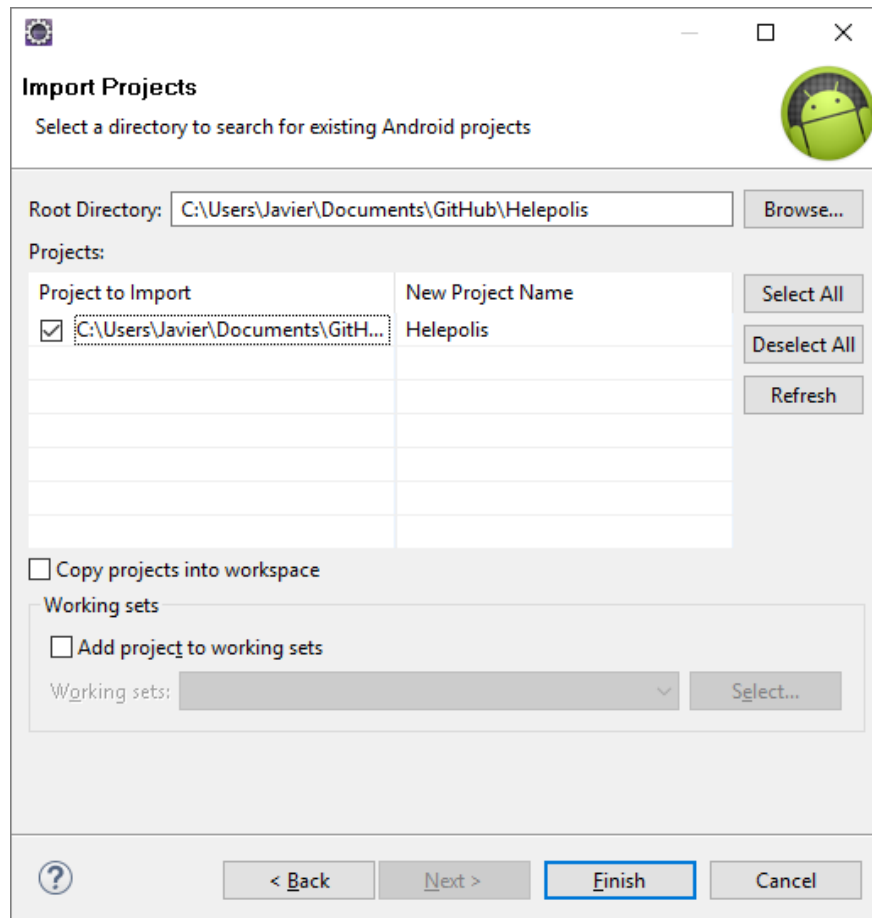 Import Projects
Select a directory to search for existing Android projects
Root Directory: C:\Users\Javier\Documents\GitHub\Helepolis Browse...
Projects:
Project to Import New Project Name Select All
C:\Users\Javier\Documents\GitH... Helepolis
Deselect All
Refresh
Copy projects into workspace
Working sets
Add project to working sets
Working sets: Select...
? < Back Next > Finish Cancel